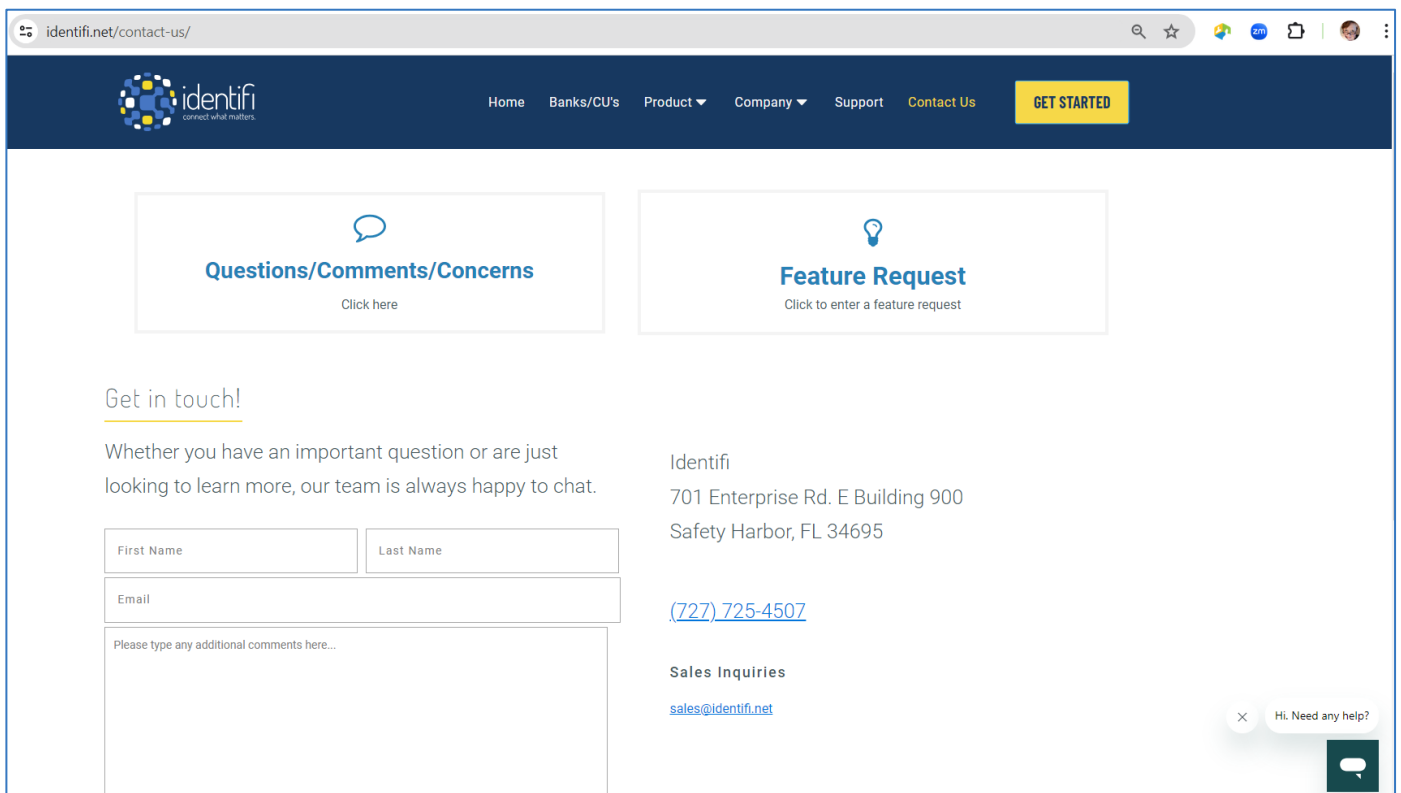 identifi.net/contact-us/
zm
identifi
connect what matters.
Home Banks/CU's Product Company Support Contact Us GET STARTED
Questions/Comments/Concerns
Click here
Feature Request
Click to enter a feature request
Get in touch!
Whether you have an important question or are just
looking to learn more, our team is always happy to chat.
First Name Last Name
Email
Please type any additional comments here...
Identifi
701 Enterprise Rd. E Building 900
Safety Harbor, FL 34695
(727) 725-4507
Sales Inquiries
sales@identifi.net
Hi. Need any help?